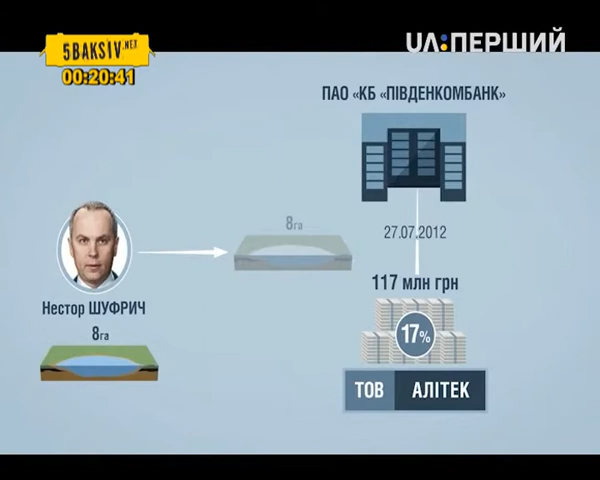 5BAKSIV.NET
00:20:41
UA:ПЕРШИЙ
ПАО «КБ «ПІВДЕНКОМБАНК»
8га
27.07.2012
117 млн грн
Нестор ШУФРИЧ
8га
17%
ТОВ АЛІТЕК